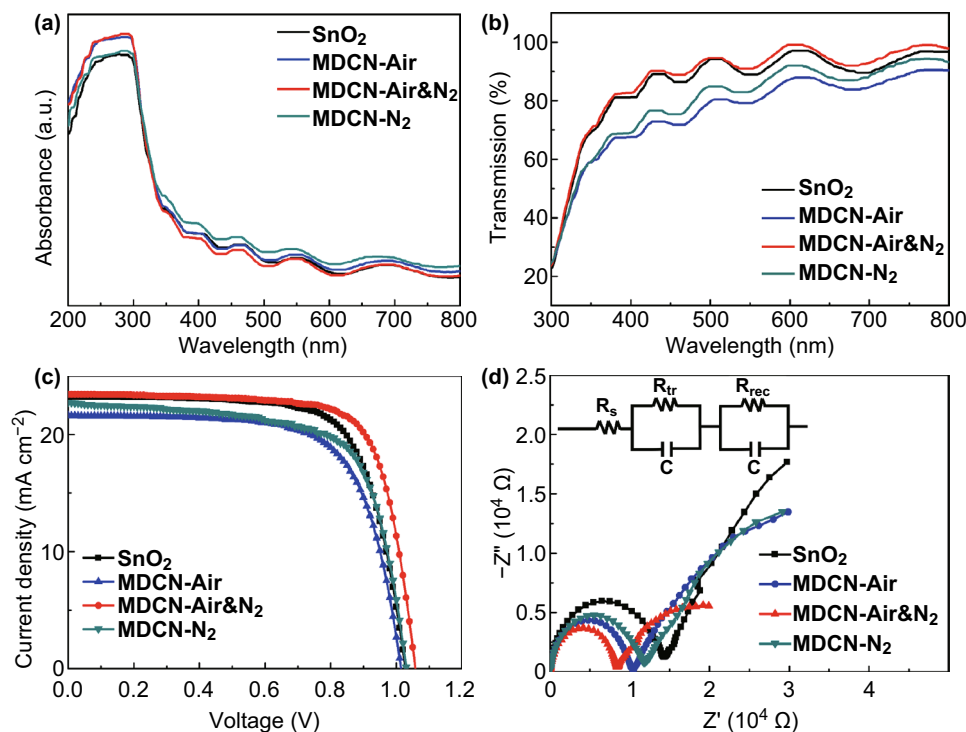 (a)
SnO₂
MDCN-Air
MDCN-Air&N₂
MDCN-N₂
Absorbance (a.u.)
200 300 400 500 600 700 800
Wavelength (nm)
(b)
100
80
60
40
20
Transmission (%)
SnO₂
MDCN-Air
MDCN-Air&N₂
MDCN-N₂
300 400 500 600 700 800
Wavelength (nm)
(c)
20
10
0
Current density (mA cm⁻²)
SnO₂
MDCN-Air
MDCN-Air&N₂
MDCN-N₂
0.0 0.2 0.4 0.6 0.8 1.0 1.2
Voltage (V)
(d)
2.5
2.0
1.5
1.0
0.5
0
−Z″ (10⁴ Ω)
Rs
Rtr
C
Rrec
C
SnO₂
MDCN-Air
MDCN-Air&N₂
MDCN-N₂
0 1 2 3 4
Z′ (10⁴ Ω)